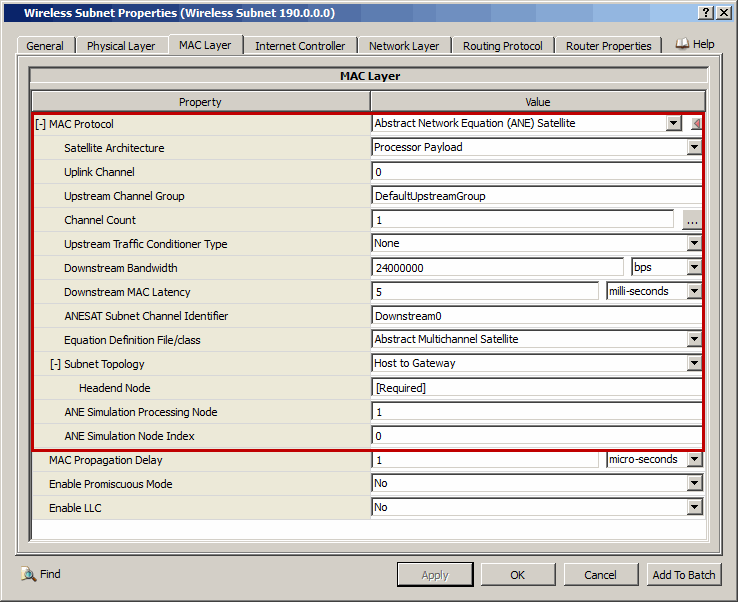 Wireless Subnet Properties (Wireless Subnet 190.0.0.0)
General Physical Layer MAC Layer Internet Controller Network Layer Routing Protocol Router Properties Help
MAC Layer
Property Value
[-] MAC Protocol Abstract Network Equation (ANE) Satellite
Satellite Architecture Processor Payload
Uplink Channel 0
Upstream Channel Group DefaultUpstreamGroup
Channel Count 1 ...
Upstream Traffic Conditioner Type None
Downstream Bandwidth 24000000 bps
Downstream MAC Latency 5 milli-seconds
ANESAT Subnet Channel Identifier Downstream0
Equation Definition File/class Abstract Multichannel Satellite
[-] Subnet Topology Host to Gateway
Headend Node [Required]
ANE Simulation Processing Node 1
ANE Simulation Node Index 0
MAC Propagation Delay 1 micro-seconds
Enable Promiscuous Mode No
Enable LLC No
Find Apply OK Cancel Add To Batch